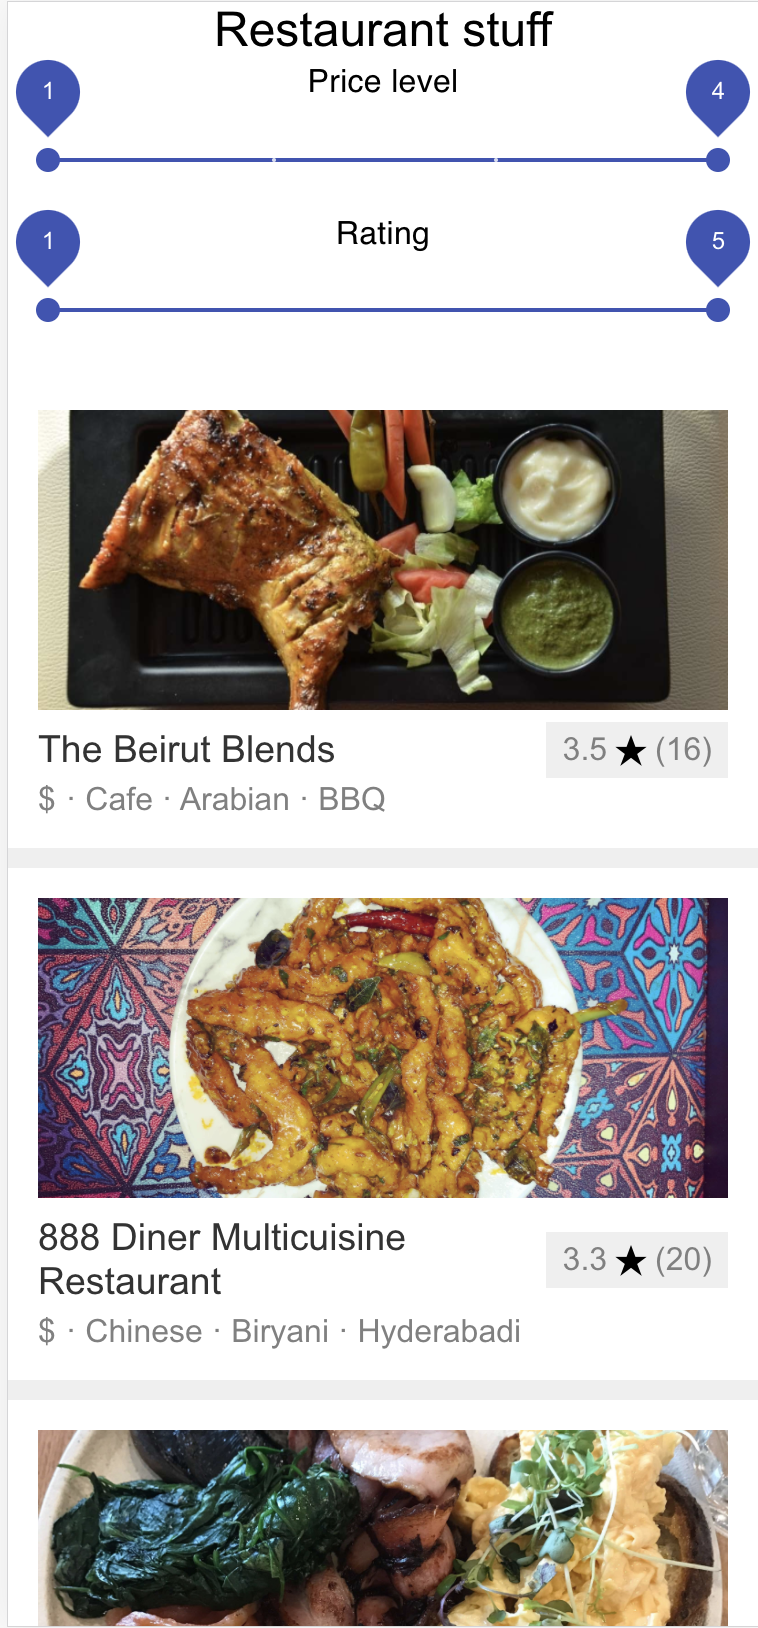 Restaurant stuff
Price level
1
4
Rating
1
5
The Beirut Blends
3.5 ★ (16)
$ · Cafe · Arabian · BBQ
888 Diner Multicuisine
Restaurant
3.3 ★ (20)
$ · Chinese · Biryani · Hyderabadi